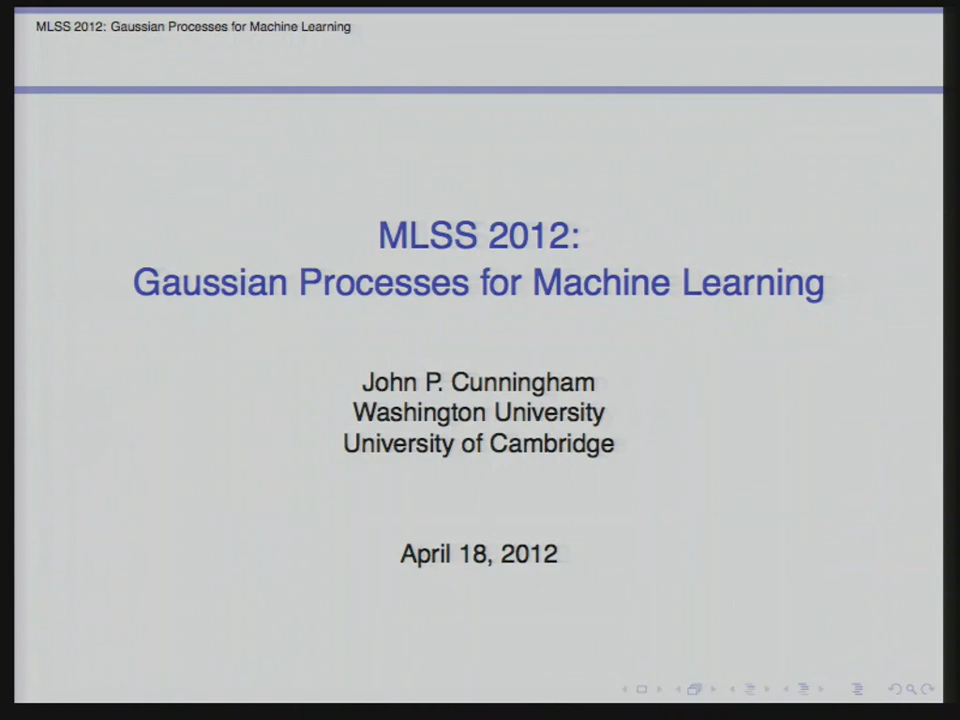 MLSS 2012: Gaussian Processes for Machine Learning
MLSS 2012:
Gaussian Processes for Machine Learning
John P. Cunningham
Washington University
University of Cambridge
April 18, 2012